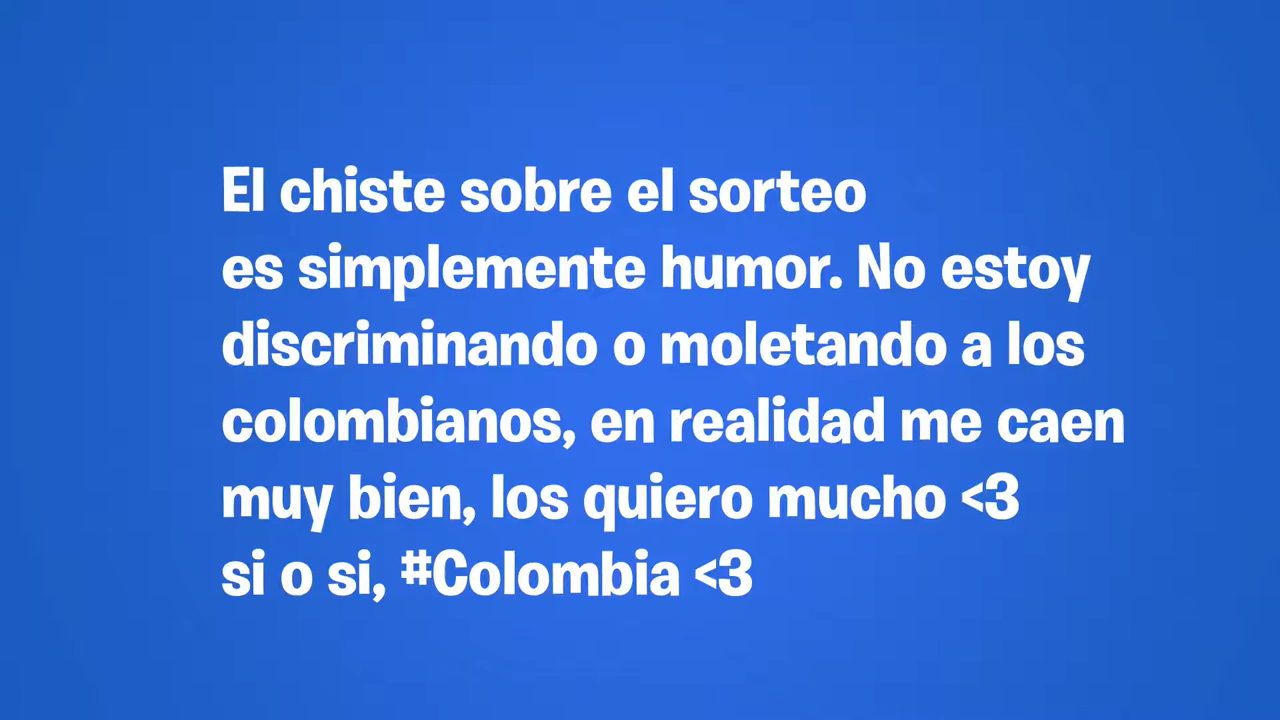 El chiste sobre el sorteo
es simplemente humor. No estoy
discriminando o moletando a los
colombianos, en realidad me caen
muy bien, los quiero mucho <3
si o si, #Colombia <3